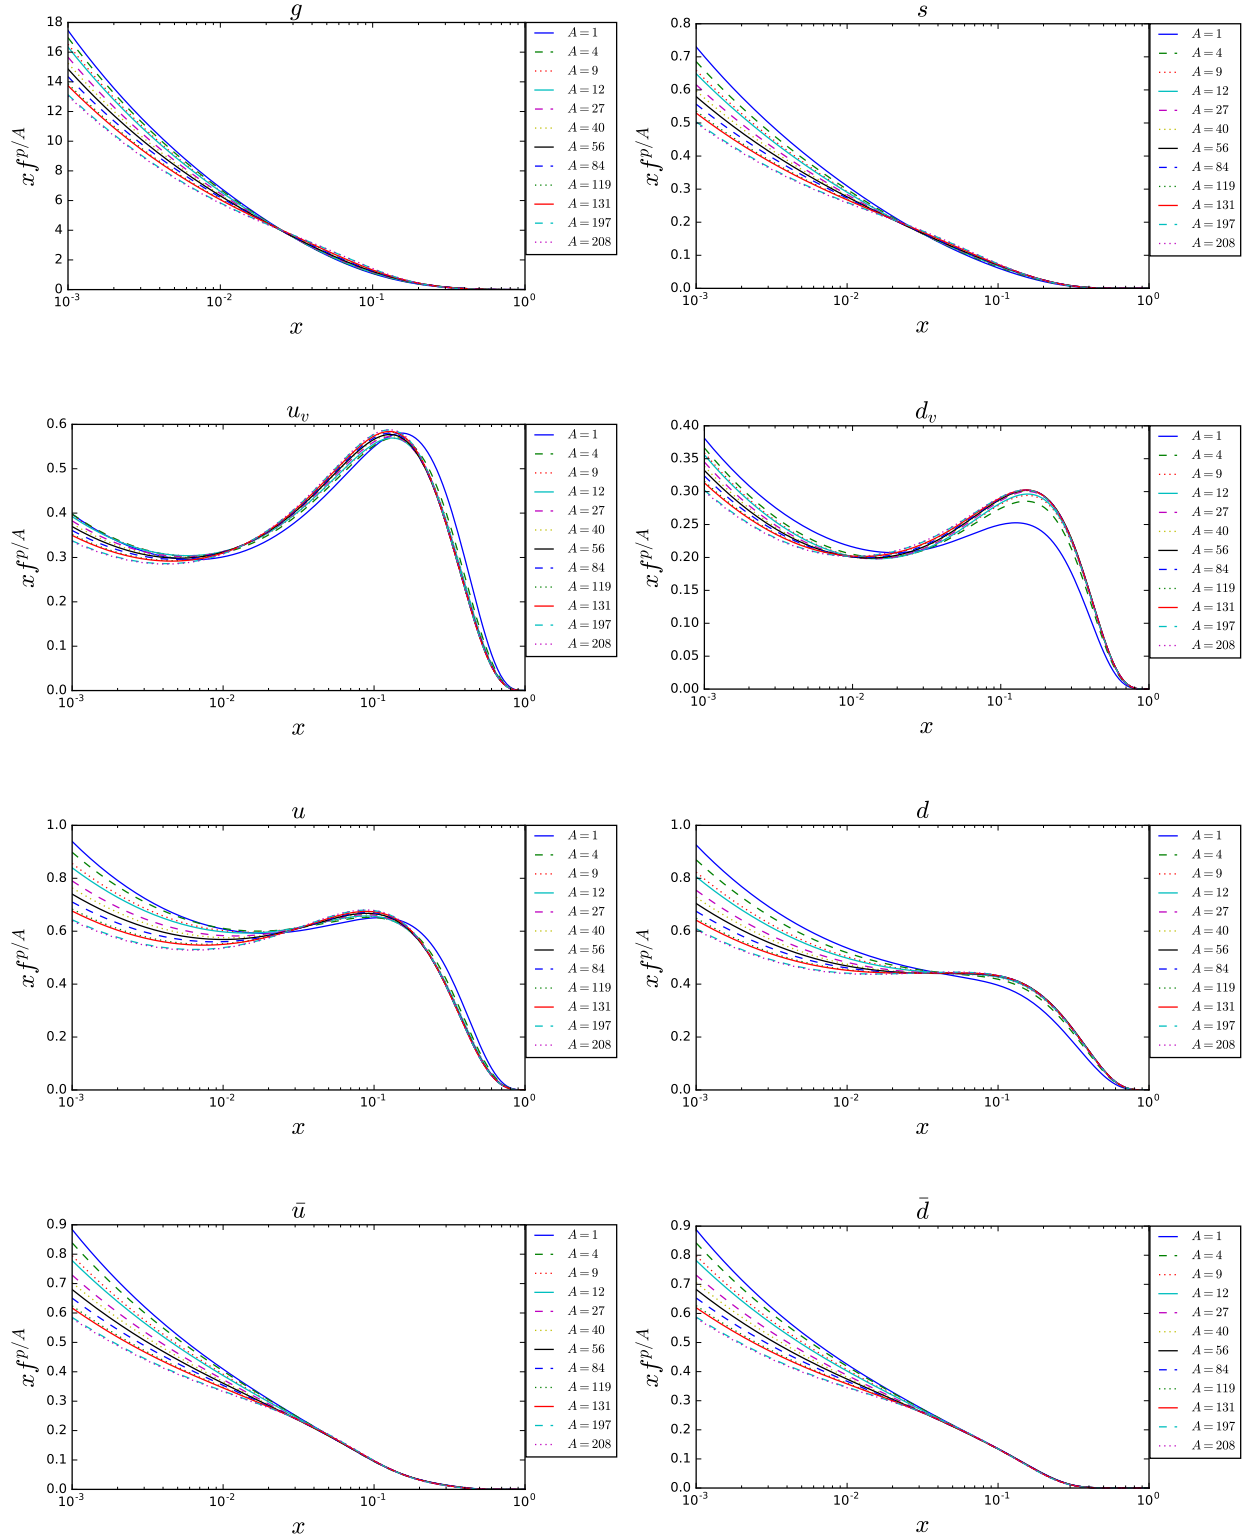 g
18
16
14
12
10
8
6
4
2
0
x f^{p/A}
10^{-3} 10^{-2} 10^{-1} 10^{0}
x
A = 1
A = 4
A = 9
A = 12
A = 27
A = 40
A = 56
A = 84
A = 119
A = 131
A = 197
A = 208
s
0.8
0.7
0.6
0.5
0.4
0.3
0.2
0.1
0.0
x f^{p/A}
10^{-3} 10^{-2} 10^{-1} 10^{0}
x
A = 1
A = 4
A = 9
A = 12
A = 27
A = 40
A = 56
A = 84
A = 119
A = 131
A = 197
A = 208
u_v
0.6
0.5
0.4
0.3
0.2
0.1
0.0
x f^{p/A}
10^{-3} 10^{-2} 10^{-1} 10^{0}
x
A = 1
A = 4
A = 9
A = 12
A = 27
A = 40
A = 56
A = 84
A = 119
A = 131
A = 197
A = 208
d_v
0.40
0.35
0.30
0.25
0.20
0.15
0.10
0.05
0.00
x f^{p/A}
10^{-3} 10^{-2} 10^{-1} 10^{0}
x
A = 1
A = 4
A = 9
A = 12
A = 27
A = 40
A = 56
A = 84
A = 119
A = 131
A = 197
A = 208
u
1.0
0.8
0.6
0.4
0.2
0.0
x f^{p/A}
10^{-3} 10^{-2} 10^{-1} 10^{0}
x
A = 1
A = 4
A = 9
A = 12
A = 27
A = 40
A = 56
A = 84
A = 119
A = 131
A = 197
A = 208
d
1.0
0.8
0.6
0.4
0.2
0.0
x f^{p/A}
10^{-3} 10^{-2} 10^{-1} 10^{0}
x
A = 1
A = 4
A = 9
A = 12
A = 27
A = 40
A = 56
A = 84
A = 119
A = 131
A = 197
A = 208
ū
0.9
0.8
0.7
0.6
0.5
0.4
0.3
0.2
0.1
0.0
x f^{p/A}
10^{-3} 10^{-2} 10^{-1} 10^{0}
x
A = 1
A = 4
A = 9
A = 12
A = 27
A = 40
A = 56
A = 84
A = 119
A = 131
A = 197
A = 208
d̄
0.9
0.8
0.7
0.6
0.5
0.4
0.3
0.2
0.1
0.0
x f^{p/A}
10^{-3} 10^{-2} 10^{-1} 10^{0}
x
A = 1
A = 4
A = 9
A = 12
A = 27
A = 40
A = 56
A = 84
A = 119
A = 131
A = 197
A = 208